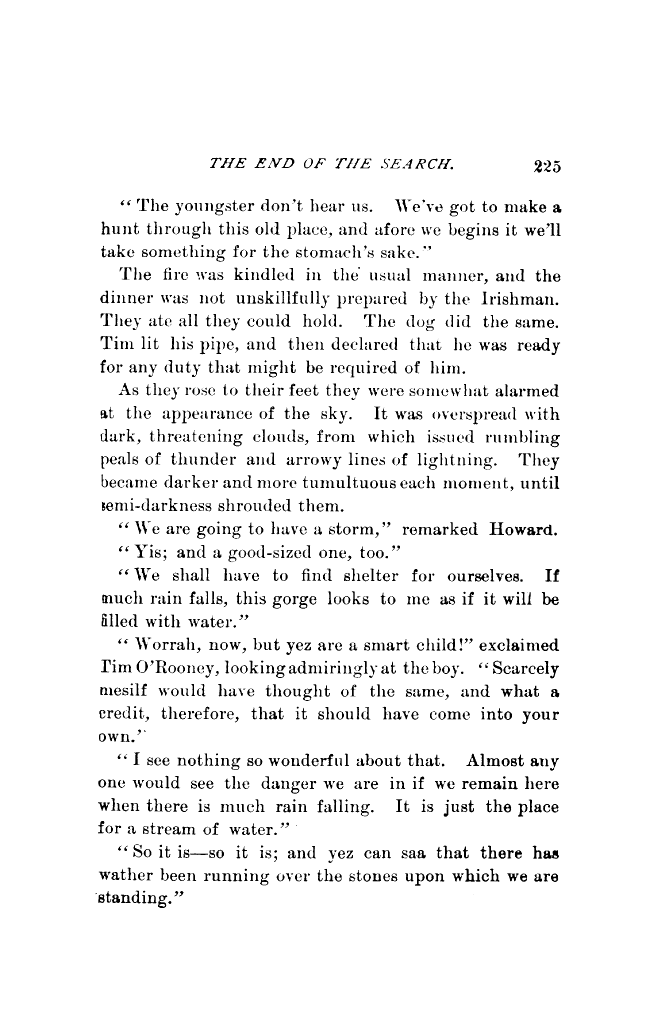 THE END OF THE SEARCH. 225
“ The youngster don’t hear us. We’ve got to make a
hunt through this old place, and afore we begins it we’ll
take something for the stomach’s sake.”
The fire was kindled in the usual manner, and the
dinner was not unskillfully prepared by the Irishman.
They ate all they could hold. The dog did the same.
Tim lit his pipe, and then declared that he was ready
for any duty that might be required of him.
As they rose to their feet they were somewhat alarmed
at the appearance of the sky. It was overspread with
dark, threatening clouds, from which issued rumbling
peals of thunder and arrowy lines of lightning. They
became darker and more tumultuous each moment, until
semi-darkness shrouded them.
“ We are going to have a storm,” remarked Howard.
“ Yis; and a good-sized one, too.”
“ We shall have to find shelter for ourselves. If
much rain falls, this gorge looks to me as if it will be
filled with water.”
“ Worrah, now, but yez are a smart child!” exclaimed
Tim O’Rooney, looking admiringly at the boy. “ Scarcely
mesilf would have thought of the same, and what a
credit, therefore, that it should have come into your
own.”
“ I see nothing so wonderful about that. Almost any
one would see the danger we are in if we remain here
when there is much rain falling. It is just the place
for a stream of water.”
“ So it is—so it is; and yez can saa that there has
wather been running over the stones upon which we are
standing.”